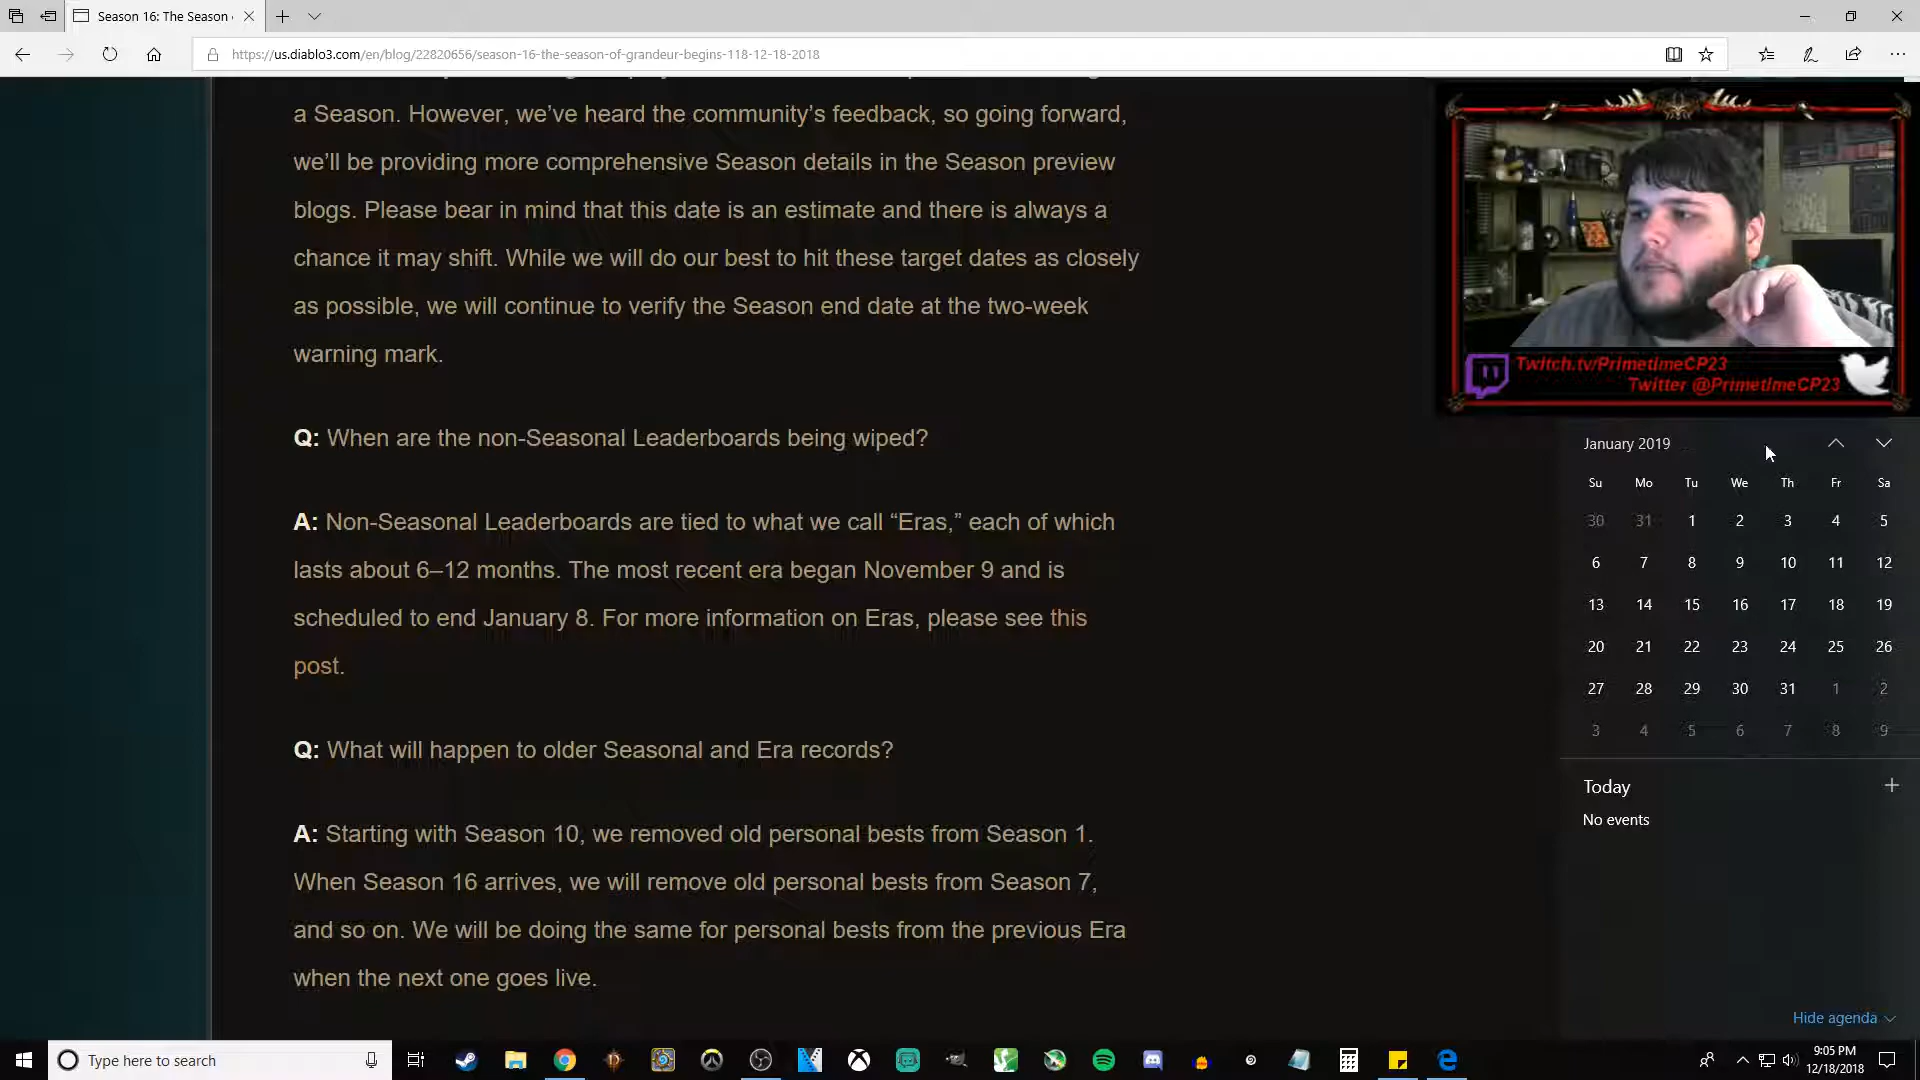 Season 16: The Season
https://us.diablo3.com/en/blog/22820656/season-16-the-season-of-grandeur-begins-118-12-18-2018
a Season. However, we've heard the community's feedback, so going forward,
we'll be providing more comprehensive Season details in the Season preview
blogs. Please bear in mind that this date is an estimate and there is always a
chance it may shift. While we will do our best to hit these target dates as closely
as possible, we will continue to verify the Season end date at the two-week
warning mark.
Q: When are the non-Seasonal Leaderboards being wiped?
A: Non-Seasonal Leaderboards are tied to what we call “Eras,” each of which
lasts about 6–12 months. The most recent era began November 9 and is
scheduled to end January 8. For more information on Eras, please see this
post.
Q: What will happen to older Seasonal and Era records?
A: Starting with Season 10, we removed old personal bests from Season 1.
When Season 16 arrives, we will remove old personal bests from Season 7,
and so on. We will be doing the same for personal bests from the previous Era
when the next one goes live.
Twitch.tv/PrimetimeCP23
Twitter @PrimetimeCP23
January 2019
Su Mo Tu We Th Fr Sa
30 31 1 2 3 4 5
6 7 8 9 10 11 12
13 14 15 16 17 18 19
20 21 22 23 24 25 26
27 28 29 30 31 1 2
3 4 5 6 7 8 9
Today
No events
Hide agenda
Type here to search
9:05 PM
12/18/2018